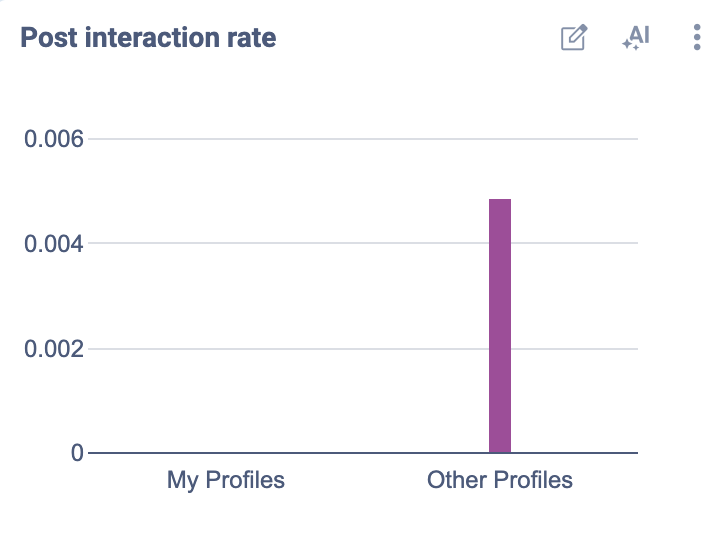 Post interaction rate
AI
0.006
0.004
0.002
0
My Profiles
Other Profiles